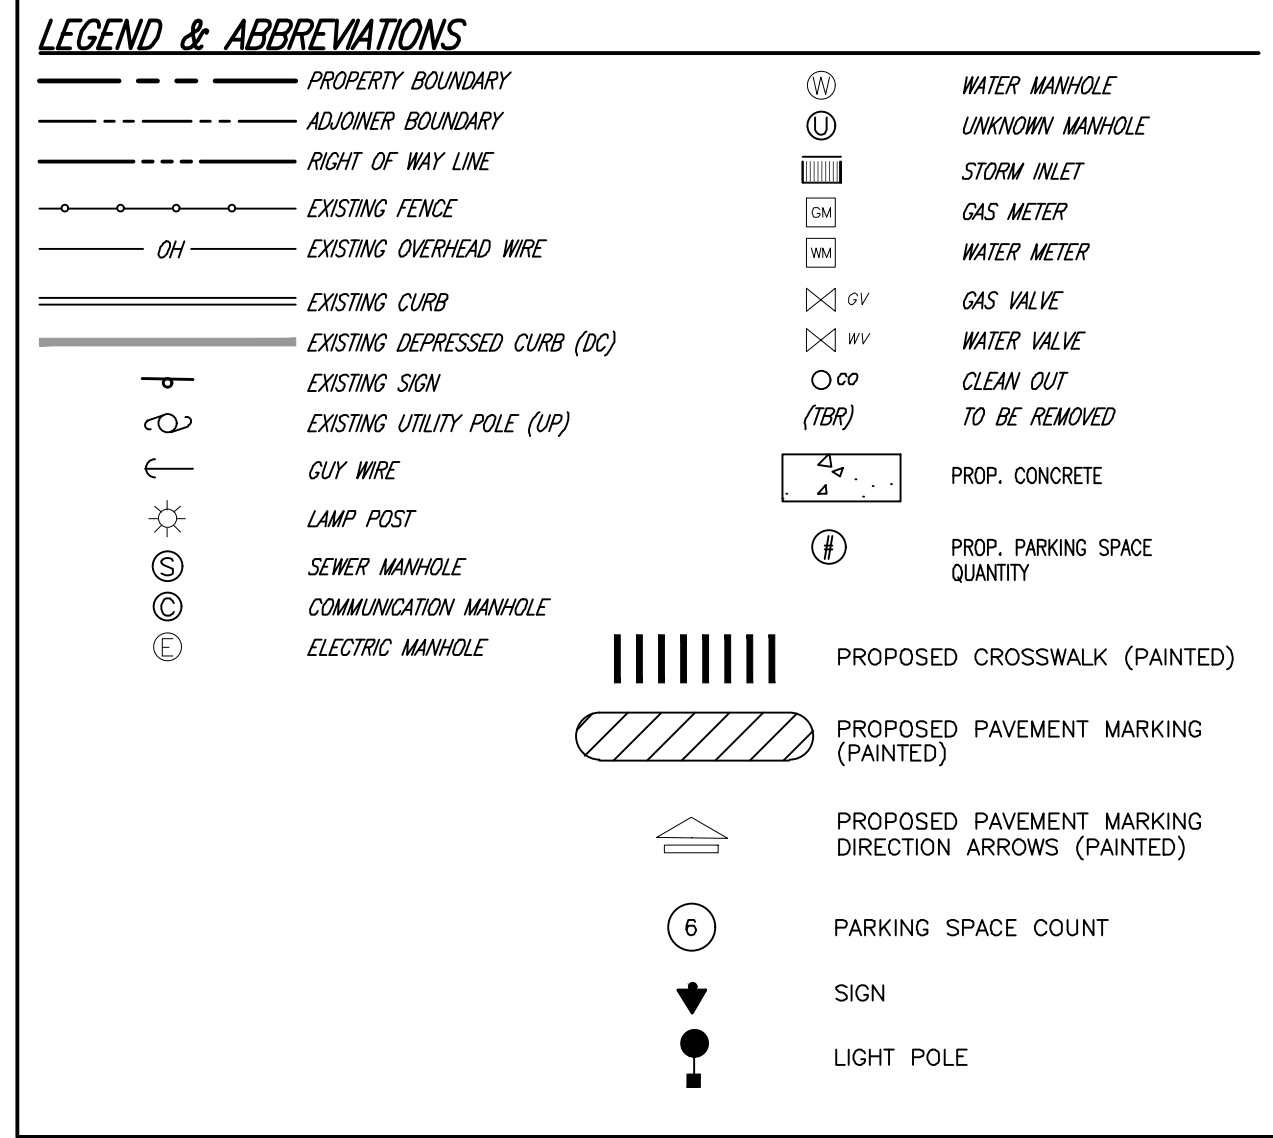 LEGEND & ABBREVIATIONS
PROPERTY BOUNDARY
ADJOINER BOUNDARY
RIGHT OF WAY LINE
EXISTING FENCE
OH EXISTING OVERHEAD WIRE
EXISTING CURB
EXISTING DEPRESSED CURB (DC)
EXISTING SIGN
EXISTING UTILITY POLE (UP)
GUY WIRE
LAMP POST
S SEWER MANHOLE
C COMMUNICATION MANHOLE
E ELECTRIC MANHOLE
W WATER MANHOLE
U UNKNOWN MANHOLE
STORM INLET
GM GAS METER
WM WATER METER
GV GAS VALVE
WV WATER VALVE
CO CLEAN OUT
(TBR) TO BE REMOVED
PROP. CONCRETE
# PROP. PARKING SPACE
QUANTITY
PROPOSED CROSSWALK (PAINTED)
PROPOSED PAVEMENT MARKING
(PAINTED)
PROPOSED PAVEMENT MARKING
DIRECTION ARROWS (PAINTED)
6 PARKING SPACE COUNT
SIGN
LIGHT POLE